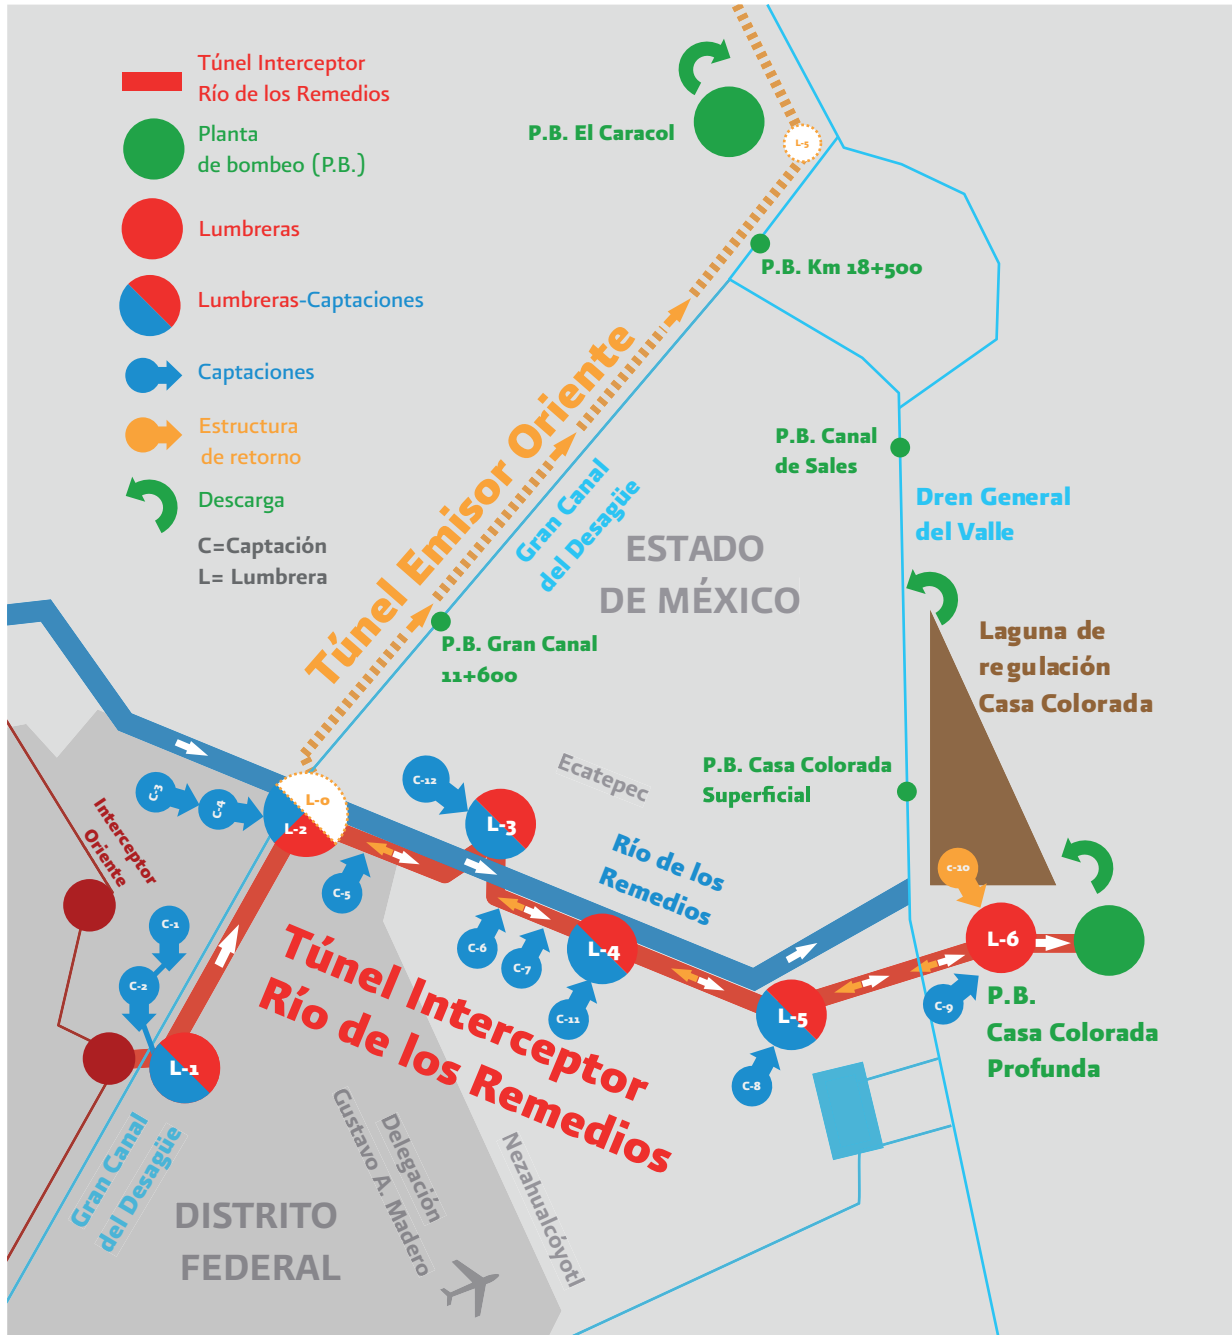 Túnel Interceptor
Río de los Remedios
Planta
de bombeo (P.B.)
Lumbreras
Lumbreras-Captaciones
Captaciones
Estructura
de retorno
Descarga
C=Captación
L= Lumbrera
P.B. El Caracol
L-5
P.B. Km 18+500
Túnel Emisor Oriente
Gran Canal
del Desagüe
P.B. Canal
de Sales
Dren General
del Valle
ESTADO
DE MÉXICO
P.B. Gran Canal
11+600
Laguna de
regulación
Casa Colorada
Ecatepec
P.B. Casa Colorada
Superficial
C-3
C-4
L-0
L-2
C-12
L-3
Interceptor
Oriente
C-5
Río de los
Remedios
c-10
C-1
C-2
C-6
C-7
L-4
C-11
L-6
C-9
L-5
C-8
P.B.
Casa Colorada
Profunda
L-1
Túnel Interceptor
Río de los Remedios
Gran Canal
del Desagüe
Delegación
Gustavo A. Madero
Nezahualcóyotl
DISTRITO
FEDERAL